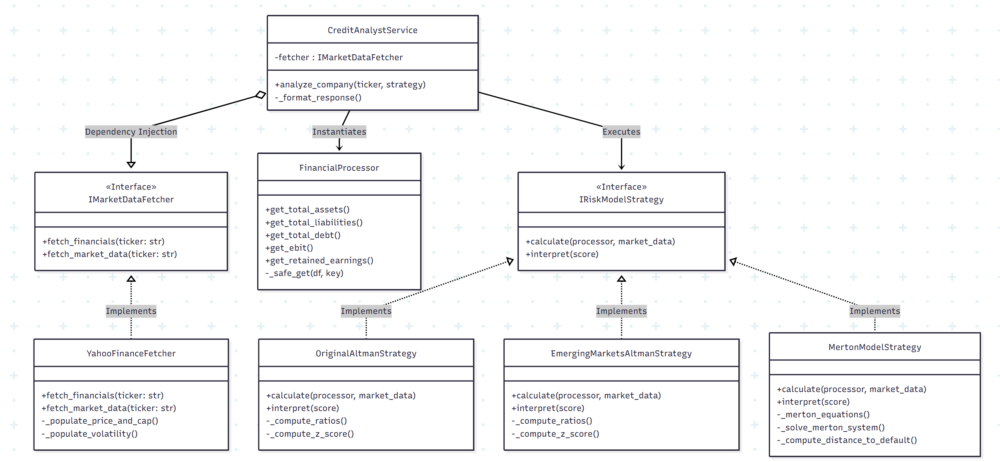 CreditAnalystService
-fetcher : IMarketDataFetcher
+analyze_company(ticker, strategy)
-_format_response()
Dependency Injection
Instantiates
Executes
«Interface»
IMarketDataFetcher
+fetch_financials(ticker: str)
+fetch_market_data(ticker: str)
FinancialProcessor
+get_total_assets()
+get_total_liabilities()
+get_total_debt()
+get_ebit()
+get_retained_earnings()
-_safe_get(df, key)
«Interface»
IRiskModelStrategy
+calculate(processor, market_data)
+interpret(score)
Implements
Implements
Implements
Implements
YahooFinanceFetcher
+fetch_financials(ticker: str)
+fetch_market_data(ticker: str)
-_populate_price_and_cap()
-_populate_volatility()
OriginalAltmanStrategy
+calculate(processor, market_data)
+interpret(score)
-_compute_ratios()
-_compute_z_score()
EmergingMarketsAltmanStrategy
+calculate(processor, market_data)
+interpret(score)
-_compute_ratios()
-_compute_z_score()
MertonModelStrategy
+calculate(processor, market_data)
+interpret(score)
-_merton_equations()
-_solve_merton_system()
-_compute_distance_to_default()